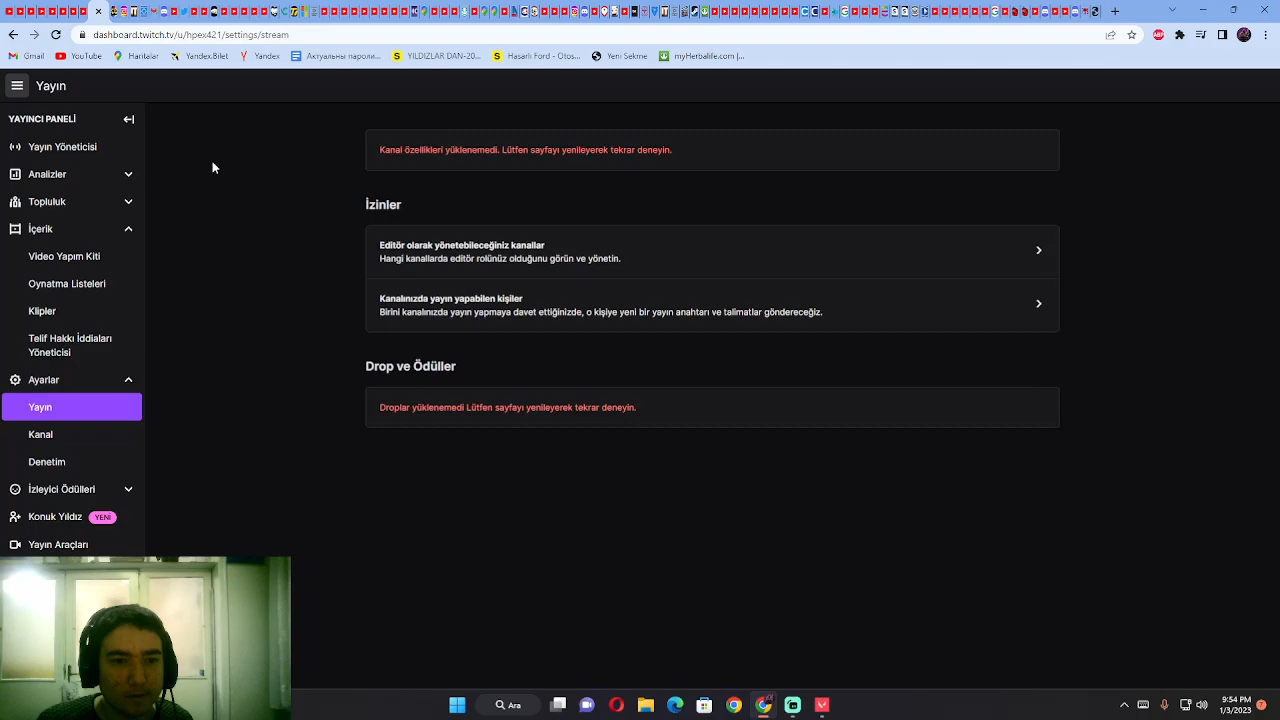 dashboard.twitch.tv/u/hpex421/settings/stream
Gmail
YouTube
Haritalar
Yandex.Bilet
Yandex
Актуальны пароли...
YILDIZLAR DAN-20...
Hasarlı Ford - Otos...
Yeni Sekme
myHerbalife.com |...
Yayın
YAYINCI PANELİ
Yayın Yöneticisi
Analizler
Topluluk
İçerik
Video Yapım Kiti
Oynatma Listeleri
Klipler
Telif Hakkı İddiaları
Yöneticisi
Ayarlar
Yayın
Kanal
Denetim
İzleyici Ödülleri
Konuk Yıldız YENİ
Yayın Araçları
Kanal özellikleri yüklenemedi. Lütfen sayfayı yenileyerek tekrar deneyin.
İzinler
Editör olarak yönetebileceğiniz kanallar
Hangi kanallarda editör rolünüz olduğunu görün ve yönetin.
Kanalınızda yayın yapabilen kişiler
Birini kanalınızda yayın yapmaya davet ettiğinizde, o kişiye yeni bir yayın anahtarı ve talimatlar göndereceğiz.
Drop ve Ödüller
Droplar yüklenemedi Lütfen sayfayı yenileyerek tekrar deneyin.
Ara
9:54 PM
1/3/2023